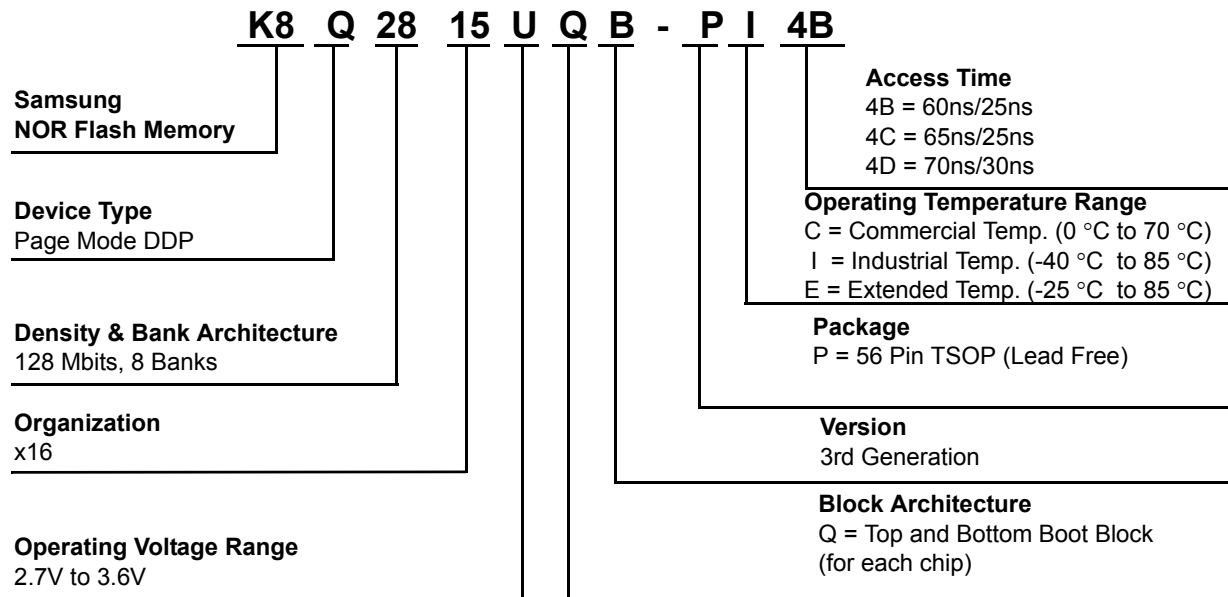 K8 Q 28 15 U Q B - P I 4B
Samsung
NOR Flash Memory
Device Type
Page Mode DDP
Density & Bank Architecture
128 Mbits, 8 Banks
Organization
x16
Operating Voltage Range
2.7V to 3.6V
Access Time
4B = 60ns/25ns
4C = 65ns/25ns
4D = 70ns/30ns
Operating Temperature Range
C = Commercial Temp. (0 °C to 70 °C)
I = Industrial Temp. (-40 °C to 85 °C)
E = Extended Temp. (-25 °C to 85 °C)
Package
P = 56 Pin TSOP (Lead Free)
Version
3rd Generation
Block Architecture
Q = Top and Bottom Boot Block
(for each chip)